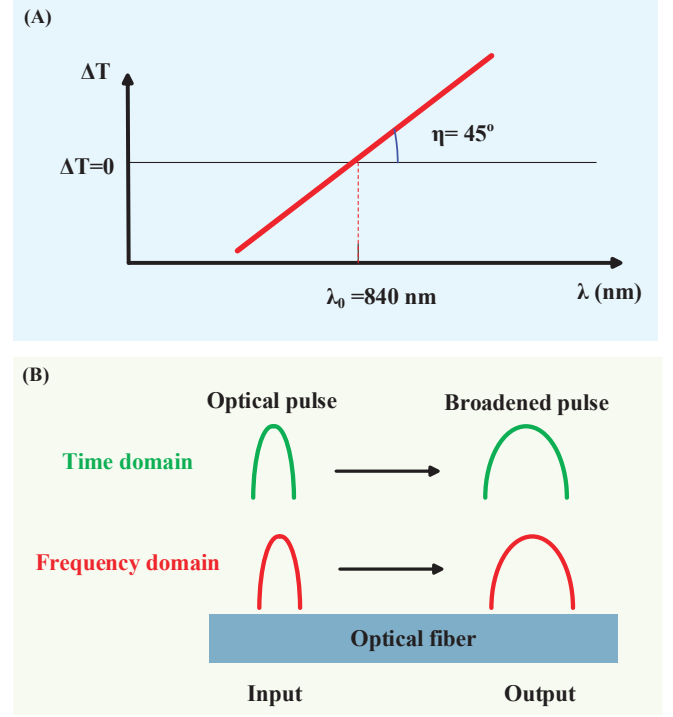 (A)
ΔT
η= 45º
ΔT=0
λ₀ =840 nm
λ (nm)
(B)
Optical pulse
Broadened pulse
Time domain
Frequency domain
Optical fiber
Input
Output